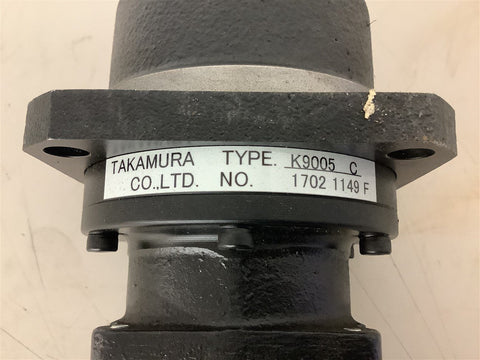 TAKAMURA TYPE. K9005 C
CO.,LTD. NO. 1702 1149 F